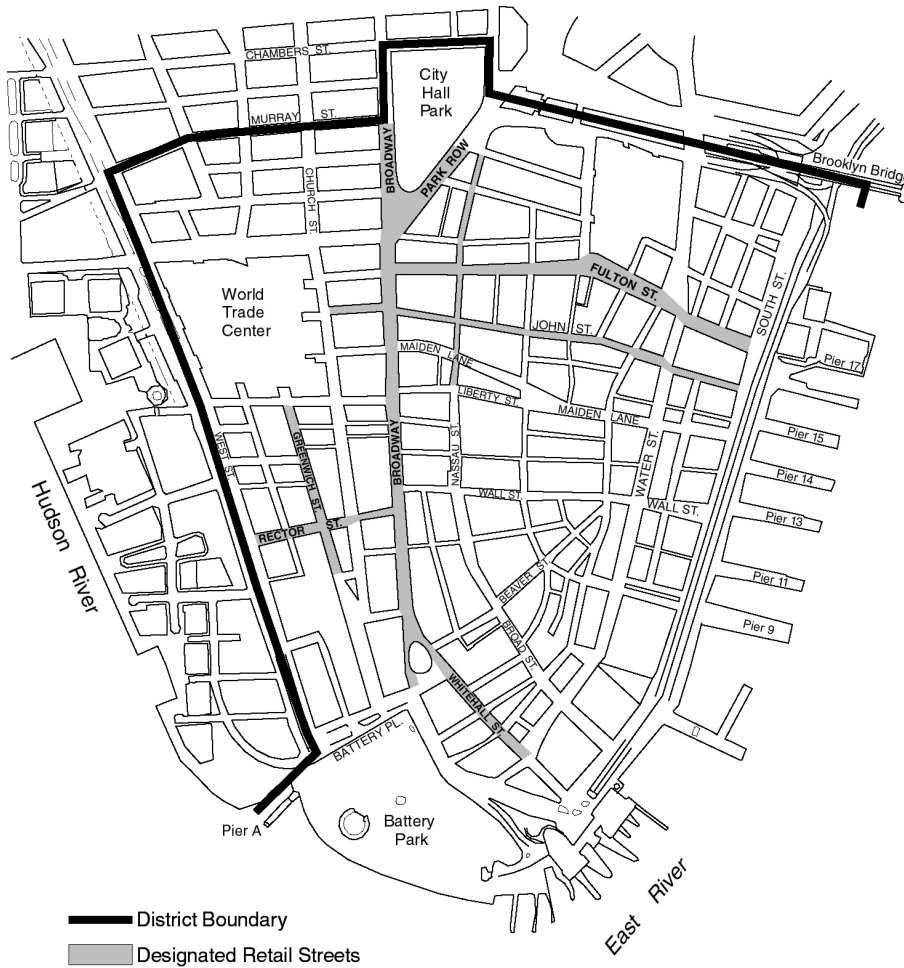 CHAMBERS ST.
City
Hall
Park
MURRAY ST.
BROADWAY
PARK ROW
Brooklyn Bridge
CHURCH ST.
FULTON ST.
SOUTH ST.
World
Trade
Center
JOHN ST.
MAIDEN LANE
Pier 17
LIBERTY ST.
MAIDEN LANE
WEST ST.
GREENWICH ST.
BROADWAY
NASSAU ST.
WATER ST.
Pier 15
Pier 14
WALL ST.
WALL ST.
Pier 13
RECTOR ST.
Hudson River
BEAVER ST.
Pier 11
BROAD ST.
Pier 9
WHITEHALL ST.
BATTERY PL.
Pier A
Battery
Park
East River
District Boundary
Designated Retail Streets